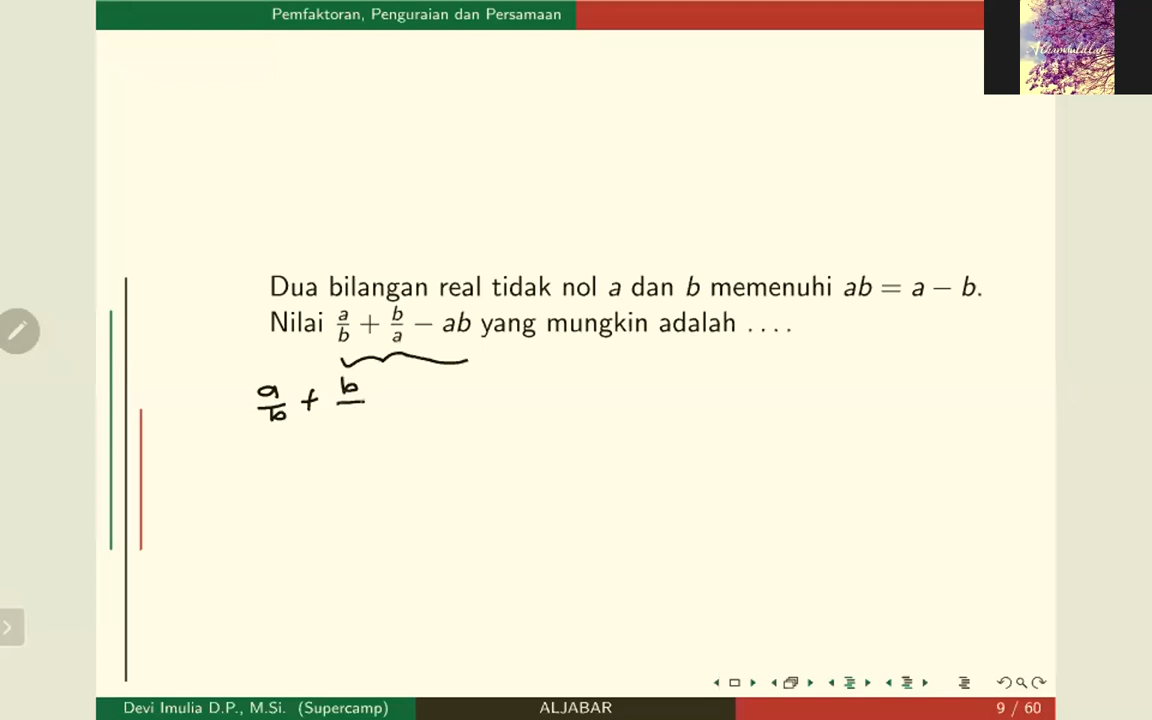 Pemfaktoran, Penguraian dan Persamaan
Alhamdulillah
Dua bilangan real tidak nol a dan b memenuhi ab = a − b.
Nilai a/b + b/a − ab yang mungkin adalah . . . .
a/b + b/
Devi Imulia D.P., M.Si. (Supercamp) ALJABAR 9 / 60